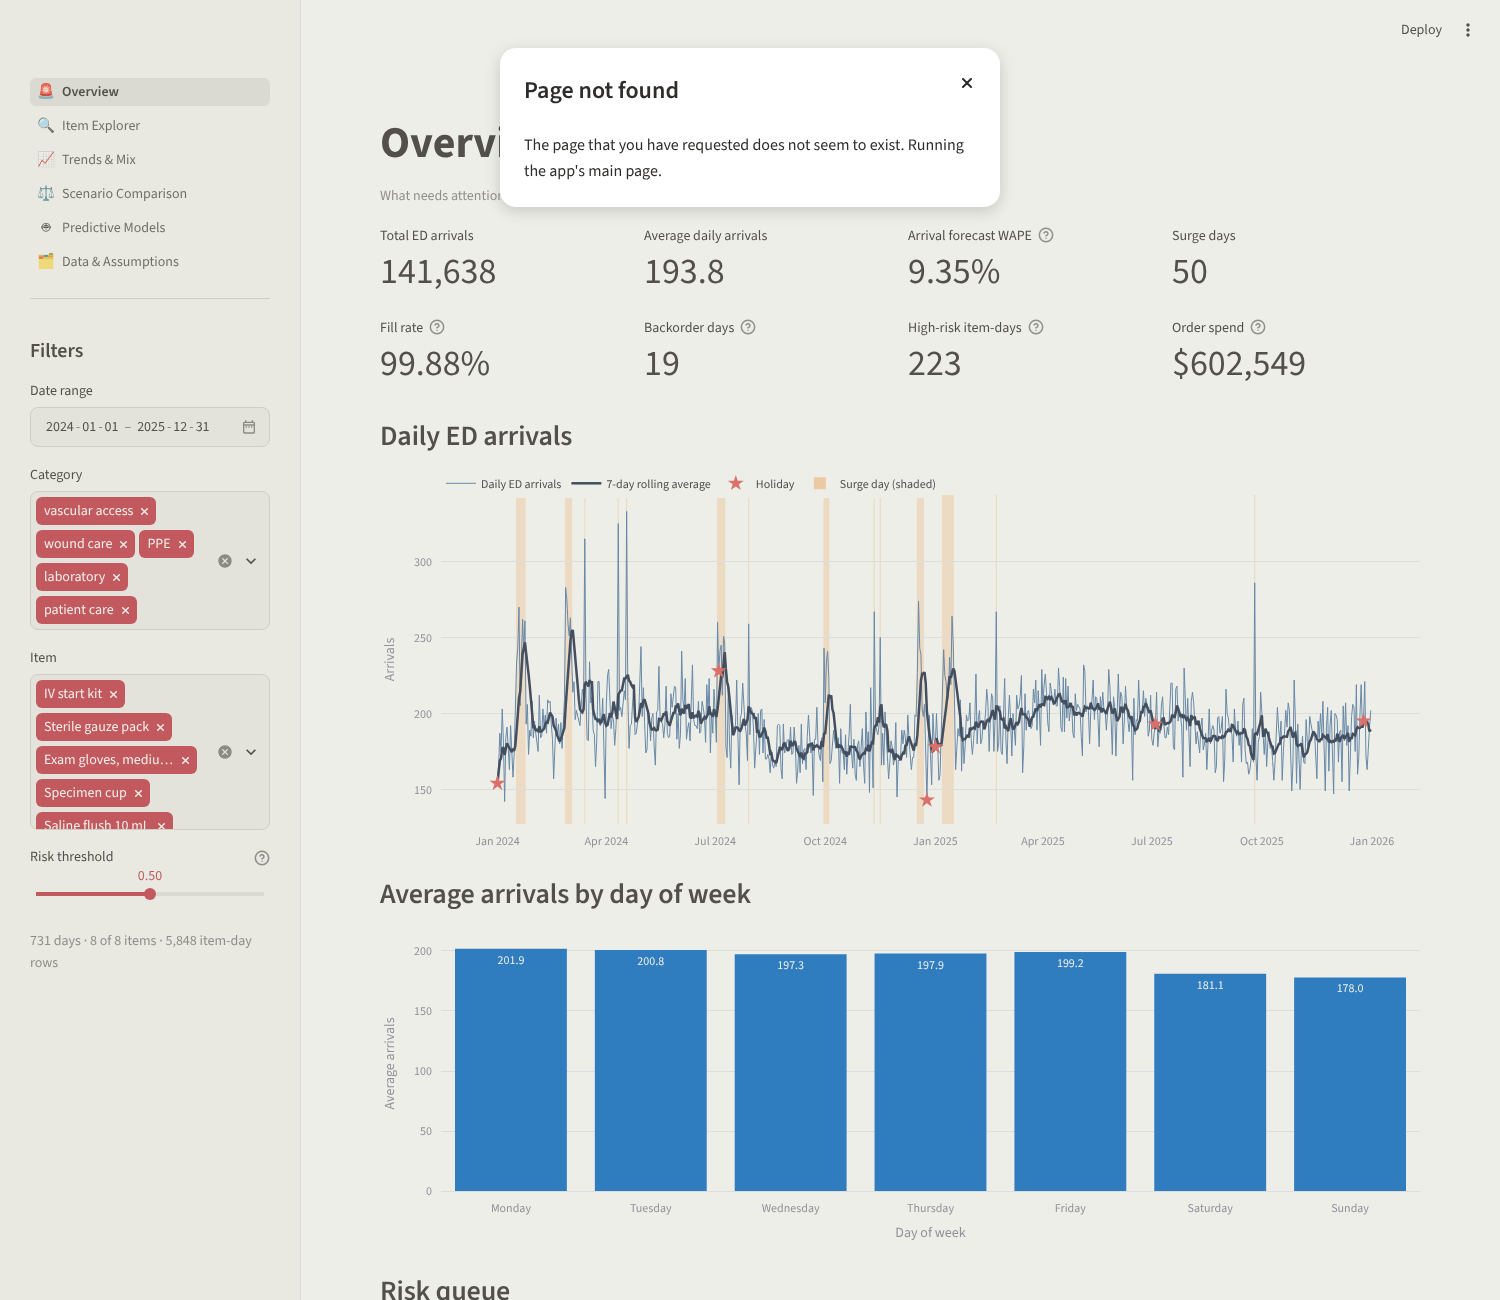 Deploy
Overview
Item Explorer
Trends & Mix
Scenario Comparison
Predictive Models
Data & Assumptions
Filters
Date range
2024-01-01 – 2025-12-31
Category
vascular access
wound care PPE
laboratory
patient care
Item
IV start kit
Sterile gauze pack
Exam gloves, mediu...
Specimen cup
Saline flush 10 mL
Risk threshold
0.50
731 days · 8 of 8 items · 5,848 item-day
rows
Page not found
The page that you have requested does not seem to exist. Running
the app's main page.
Overvi
What needs attention
Total ED arrivals
141,638
Average daily arrivals
193.8
Arrival forecast WAPE
9.35%
Surge days
50
Fill rate
99.88%
Backorder days
19
High-risk item-days
223
Order spend
$602,549
Daily ED arrivals
Daily ED arrivals 7-day rolling average Holiday Surge day (shaded)
Arrivals
300
250
200
150
Jan 2024 Apr 2024 Jul 2024 Oct 2024 Jan 2025 Apr 2025 Jul 2025 Oct 2025 Jan 2026
Average arrivals by day of week
Average arrivals
200
150
100
50
0
201.9 200.8 197.3 197.9 199.2 181.1 178.0
Monday Tuesday Wednesday Thursday Friday Saturday Sunday
Day of week
Risk queue